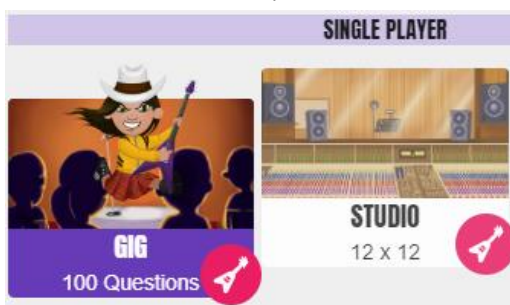 SINGLE PLAYER
GIG
100 Questions
STUDIO
12 x 12